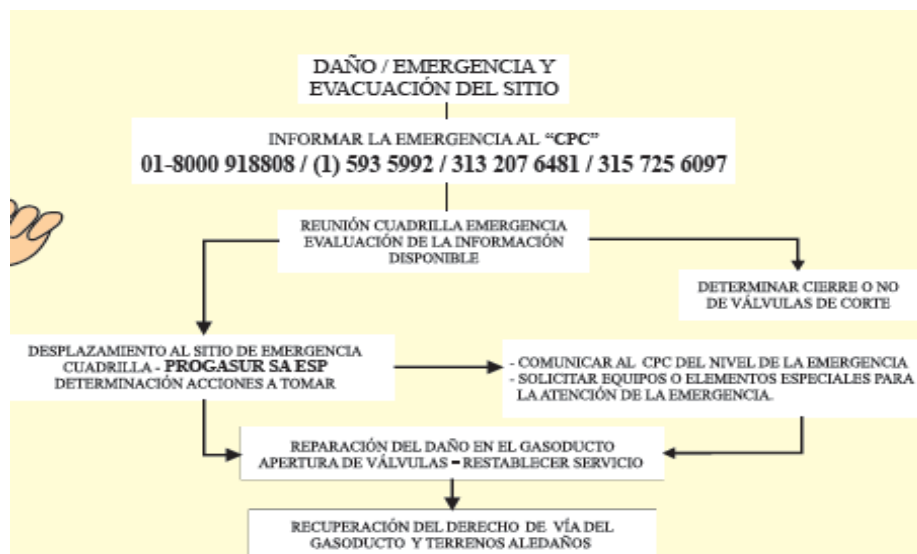 DAÑO / EMERGENCIA Y
EVACUACIÓN DEL SITIO
INFORMAR LA EMERGENCIA AL “CPC”
01-8000 918808 / (1) 593 5992 / 313 207 6481 / 315 725 6097
REUNIÓN CUADRILLA EMERGENCIA
EVALUACIÓN DE LA INFORMACIÓN
DISPONIBLE
DETERMINAR CIERRE O NO
DE VÁLVULAS DE CORTE
DESPLAZAMIENTO AL SITIO DE EMERGENCIA
CUADRILLA - PROGASUR SA ESP
DETERMINACIÓN ACCIONES A TOMAR
- COMUNICAR AL CPC DEL NIVEL DE LA EMERGENCIA
- SOLICITAR EQUIPOS O ELEMENTOS ESPECIALES PARA
LA ATENCIÓN DE LA EMERGENCIA.
REPARACIÓN DEL DAÑO EN EL GASODUCTO
APERTURA DE VÁLVULAS – RESTABLECER SERVICIO
RECUPERACIÓN DEL DERECHO DE VÍA DEL
GASODUCTO Y TERRENOS ALEDAÑOS